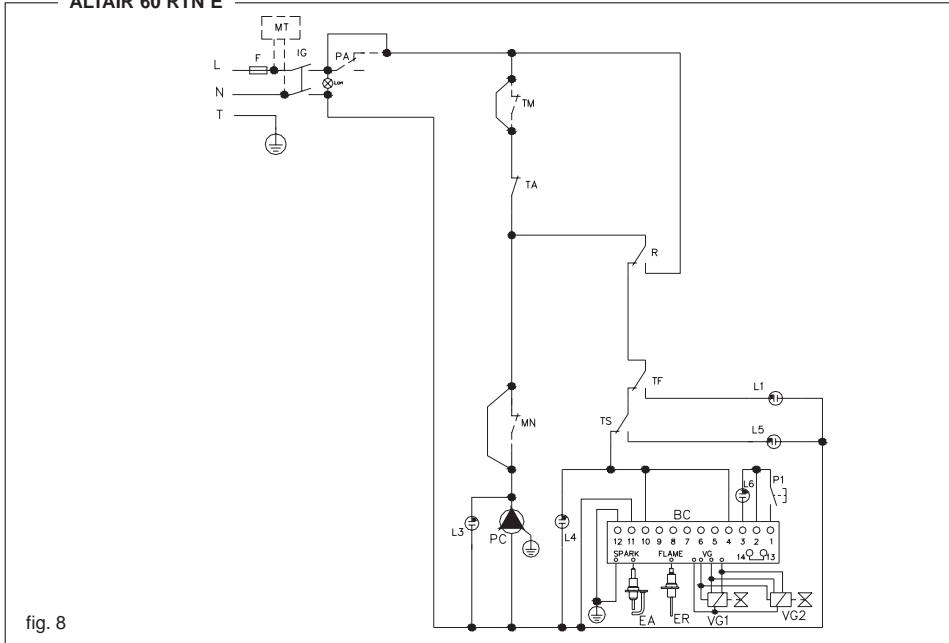 ALTAIR 60 RTN E
MT
F
IG
PA
L
Lon
N
T
TM
TA
R
TF
L1
TS
L5
MN
L6
P1
L3
PC
L4
BC
12 11 10 9 8 7 6 5 4 3 2 1
SPARK FLAME VG 14 13
EA ER VG1 VG2
fig. 8